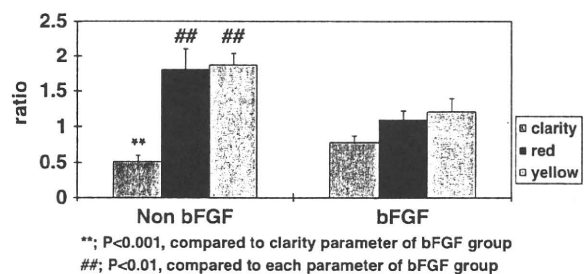 2.5
2
1.5
1
0.5
0
ratio
**
##
##
Non bFGF
bFGF
clarity
red
yellow
**; P<0.001, compared to clarity parameter of bFGF group
##; P<0.01, compared to each parameter of bFGF group